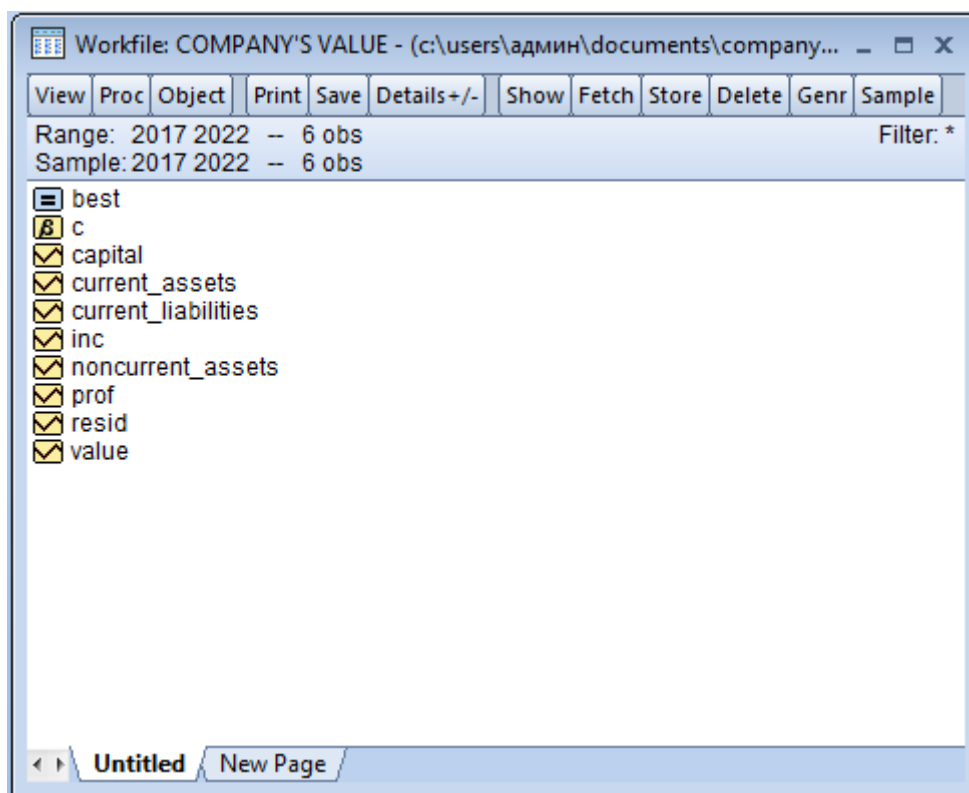 Workfile: COMPANY'S VALUE - (c:\users\админ\documents\company...
View Proc Object Print Save Details+/- Show Fetch Store Delete Genr Sample
Range: 2017 2022 -- 6 obs Filter: *
Sample: 2017 2022 -- 6 obs
best
β c
capital
current_assets
current_liabilities
inc
noncurrent_assets
prof
resid
value
Untitled New Page